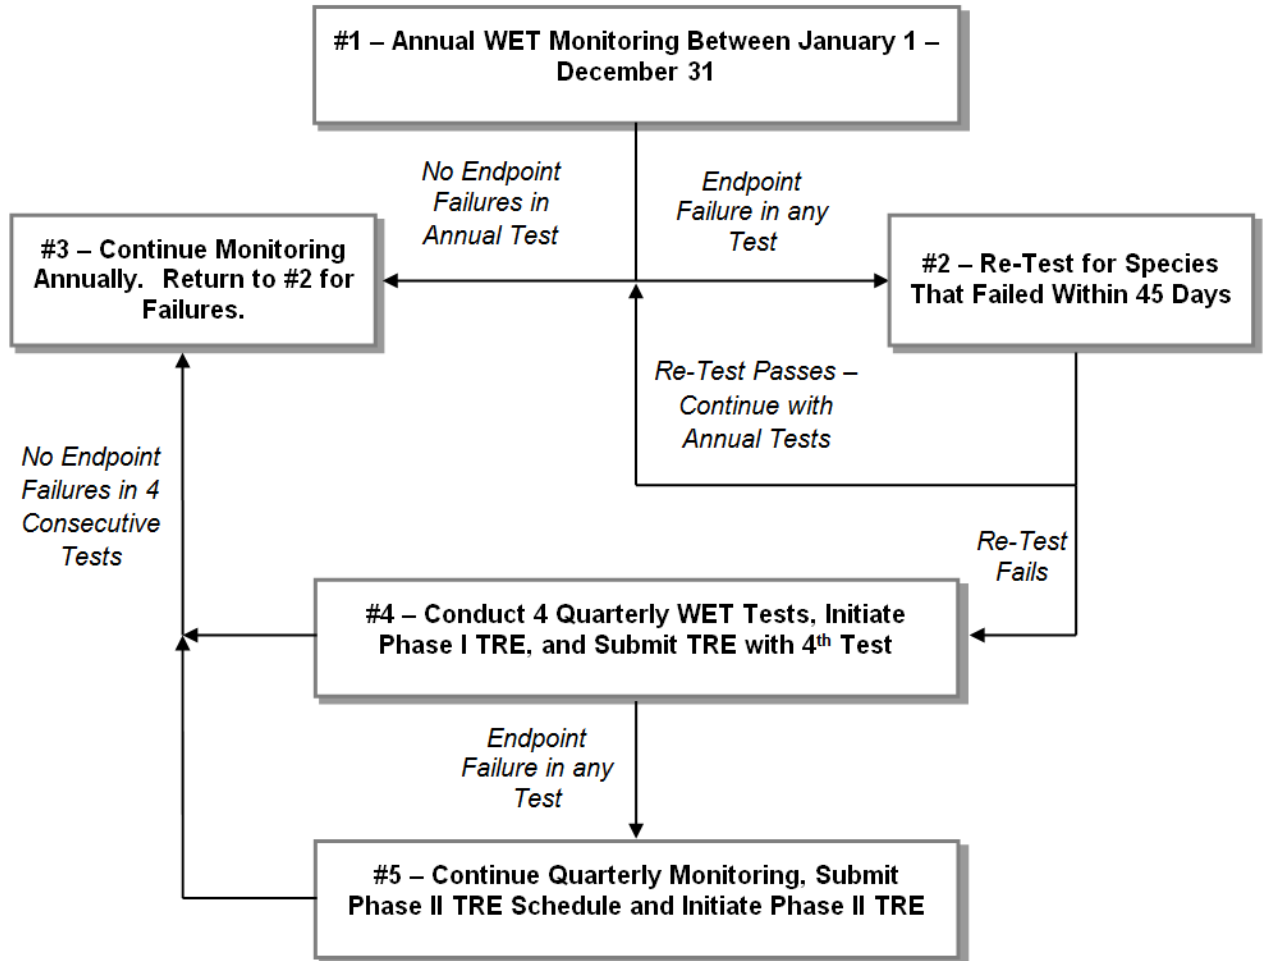 #1 – Annual WET Monitoring Between January 1 –
December 31
No Endpoint
Failures in
Annual Test
Endpoint
Failure in any
Test
#3 – Continue Monitoring
Annually.  Return to #2 for
Failures.
#2 – Re-Test for Species
That Failed Within 45 Days
Re-Test Passes –
Continue with
Annual Tests
No Endpoint
Failures in 4
Consecutive
Tests
Re-Test
Fails
#4 – Conduct 4 Quarterly WET Tests, Initiate
Phase I TRE, and Submit TRE with 4th Test
Endpoint
Failure in any
Test
#5 – Continue Quarterly Monitoring, Submit
Phase II TRE Schedule and Initiate Phase II TRE